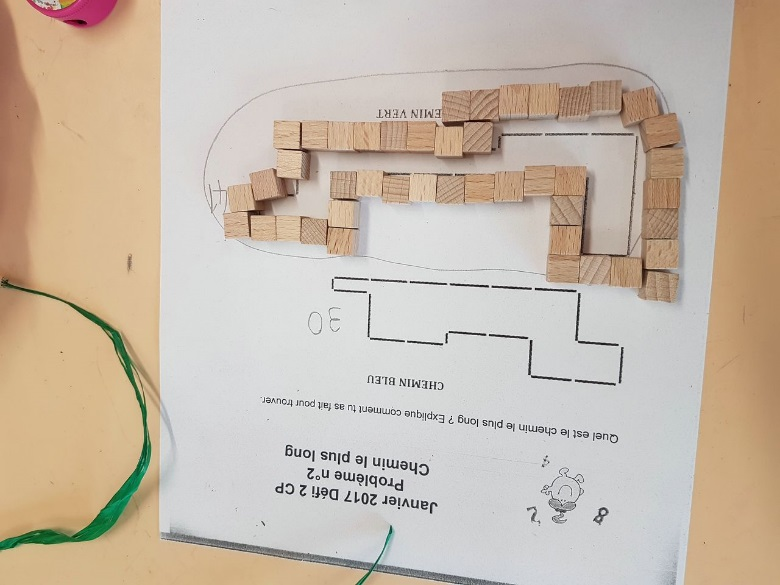 Janvier 2017 Défi 2 CP
Problème n°2
Chemin le plus long
Quel est le chemin le plus long ? Explique comment tu as fait pour trouver.
CHEMIN BLEU
30
EMIN VERT